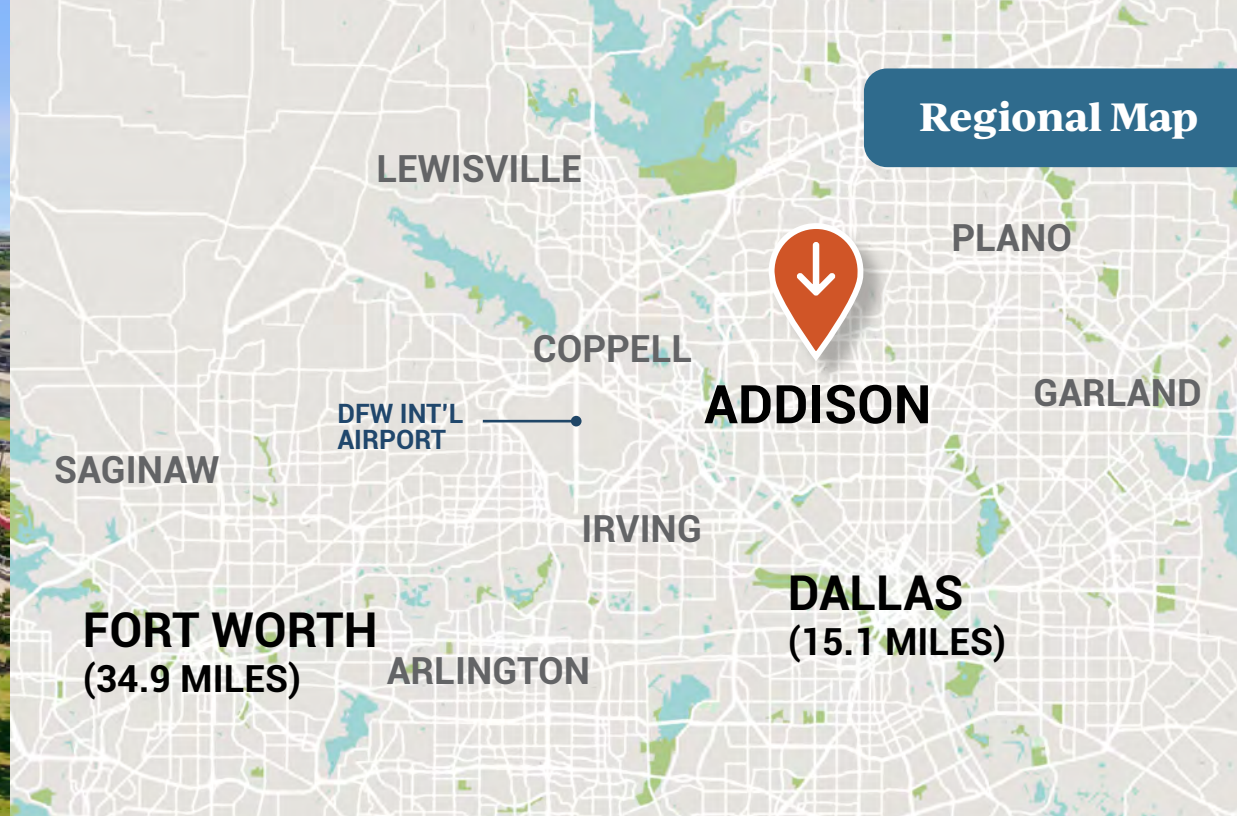 Regional Map
LEWISVILLE
PLANO
COPPELL
ADDISON
GARLAND
DFW INT'L
AIRPORT
SAGINAW
IRVING
DALLAS
(15.1 MILES)
FORT WORTH
(34.9 MILES)
ARLINGTON